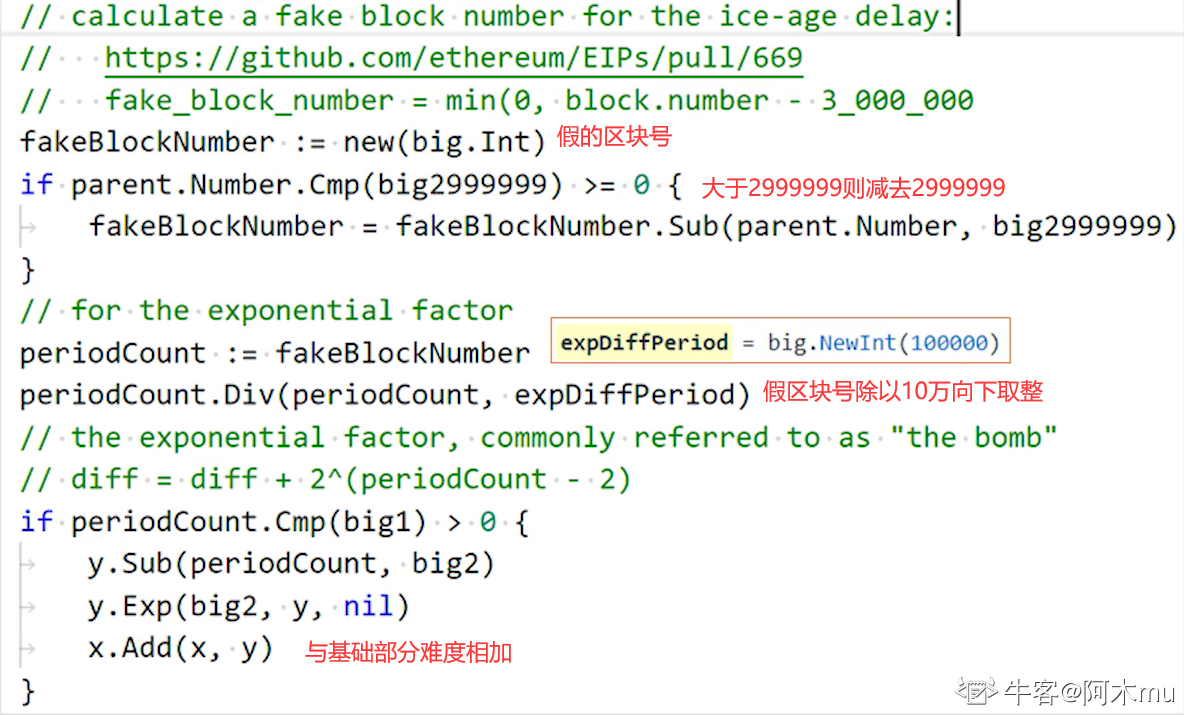 // calculate a fake block number for the ice-age delay:
// https://github.com/ethereum/EIPs/pull/669
// fake_block_number = min(0, block.number - 3_000_000
fakeBlockNumber := new(big.Int) 假的区块号
if parent.Number.Cmp(big2999999) >= 0 { 大于2999999则减去2999999
fakeBlockNumber = fakeBlockNumber.Sub(parent.Number, big2999999)
}
// for the exponential factor
periodCount := fakeBlockNumber expDiffPeriod = big.NewInt(100000)
periodCount.Div(periodCount, expDiffPeriod) 假区块号除以10万向下取整
// the exponential factor, commonly referred to as "the bomb"
// diff = diff + 2^(periodCount - 2)
if periodCount.Cmp(big1) > 0 {
y.Sub(periodCount, big2)
y.Exp(big2, y, nil)
x.Add(x, y) 与基础部分难度相加
}
牛客@阿木mu